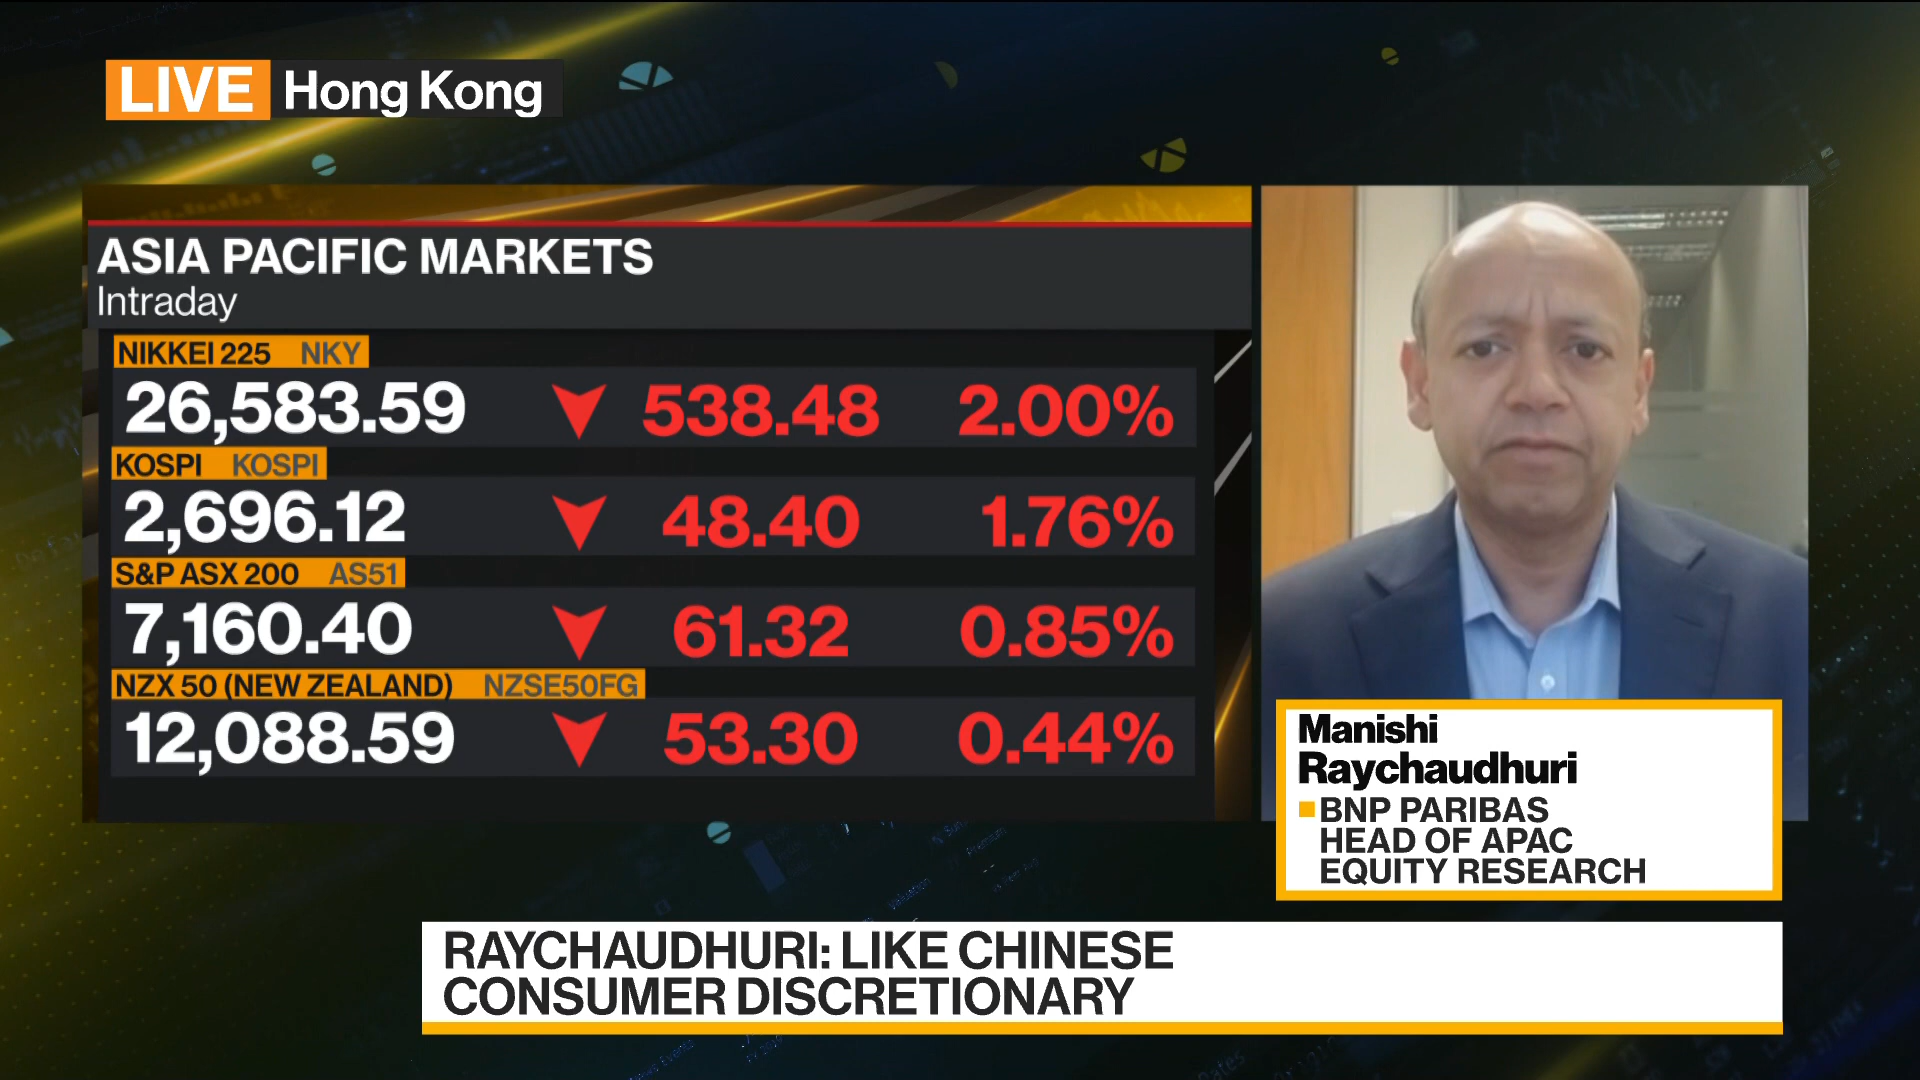 LIVE Hong Kong
ASIA PACIFIC MARKETS
Intraday
NIKKEI 225 NKY
26,583.59 538.48 2.00%
KOSPI KOSPI
2,696.12 48.40 1.76%
S&P ASX 200 AS51
7,160.40 61.32 0.85%
NZX 50 (NEW ZEALAND) NZSE50FG
12,088.59 53.30 0.44%
Manishi
Raychaudhuri
BNP PARIBAS
HEAD OF APAC
EQUITY RESEARCH
RAYCHAUDHURI: LIKE CHINESE
CONSUMER DISCRETIONARY